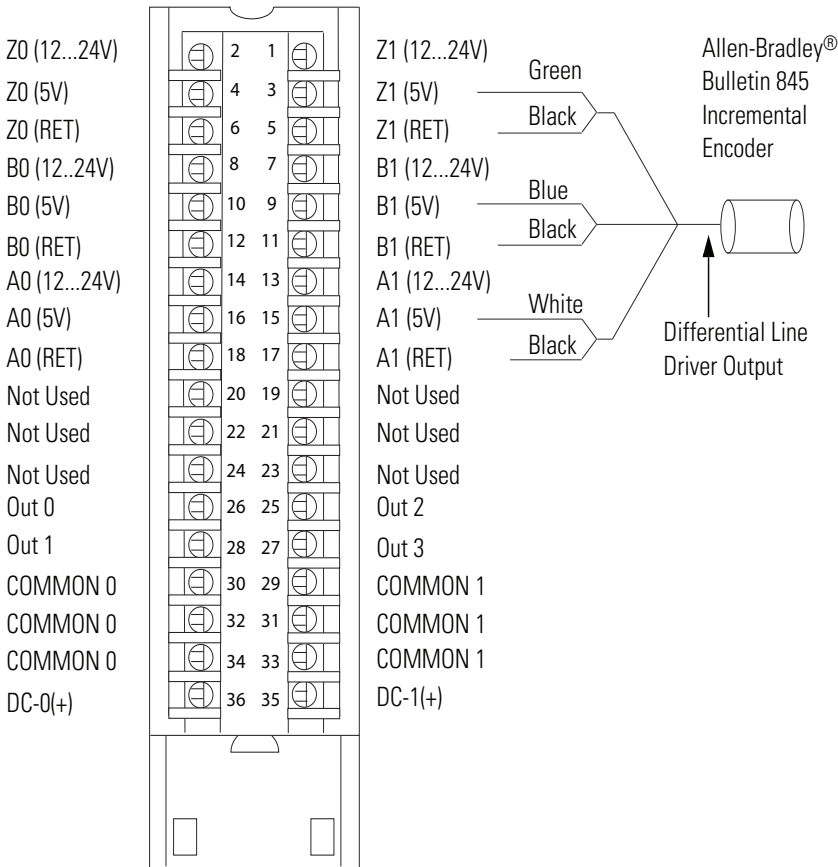 Z0 (12...24V) 2 1 Z1 (12...24V)
Z0 (5V) 4 3 Z1 (5V)
Z0 (RET) 6 5 Z1 (RET)
B0 (12..24V) 8 7 B1 (12...24V)
B0 (5V) 10 9 B1 (5V)
B0 (RET) 12 11 B1 (RET)
A0 (12...24V) 14 13 A1 (12...24V)
A0 (5V) 16 15 A1 (5V)
A0 (RET) 18 17 A1 (RET)
Not Used 20 19 Not Used
Not Used 22 21 Not Used
Not Used 24 23 Not Used
Out 0 26 25 Out 2
Out 1 28 27 Out 3
COMMON 0 30 29 COMMON 1
COMMON 0 32 31 COMMON 1
COMMON 0 34 33 COMMON 1
DC-0(+) 36 35 DC-1(+)
Green
Black
Blue
Black
White
Black
Allen-Bradley®
Bulletin 845
Incremental
Encoder
Differential Line
Driver Output